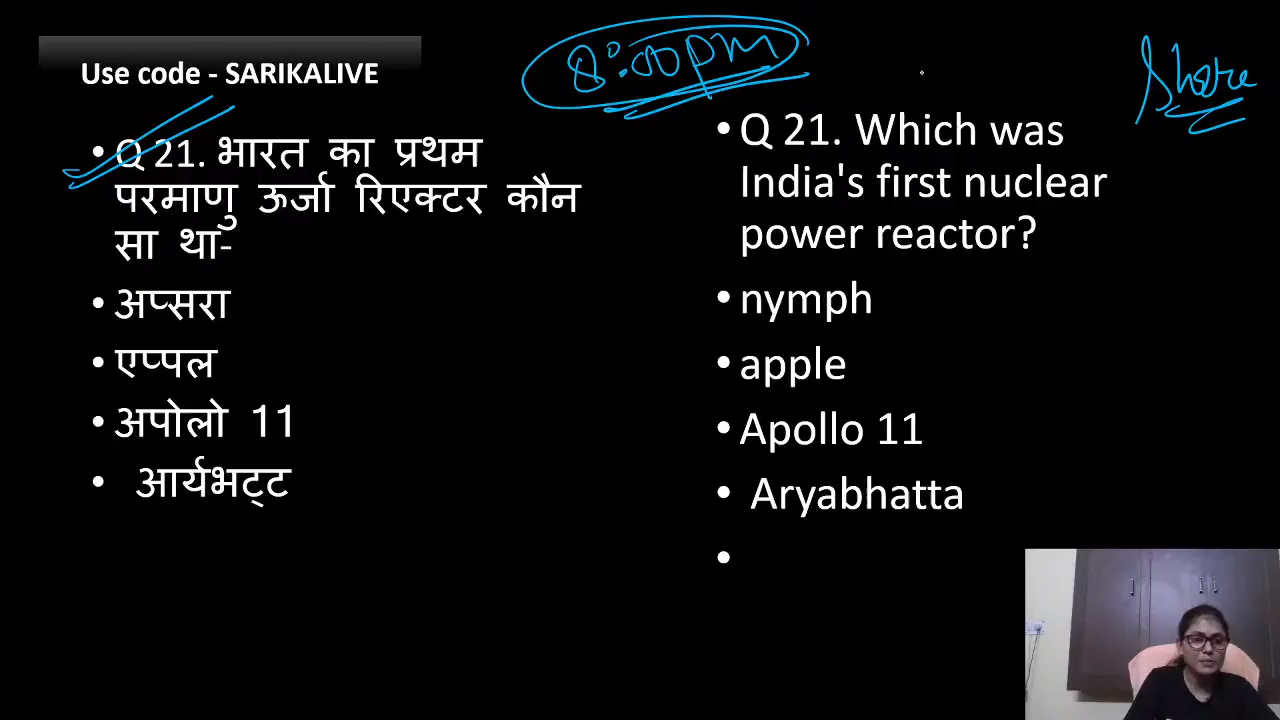 Use code - SARIKALIVE
8:00pm
Share
• Q 21. भारत का प्रथम
परमाणु ऊर्जा रिएक्टर कौन
सा था-
• अप्सरा
• एप्पल
• अपोलो 11
• आर्यभट्ट
• Q 21. Which was
India's first nuclear
power reactor?
• nymph
• apple
• Apollo 11
• Aryabhatta
•